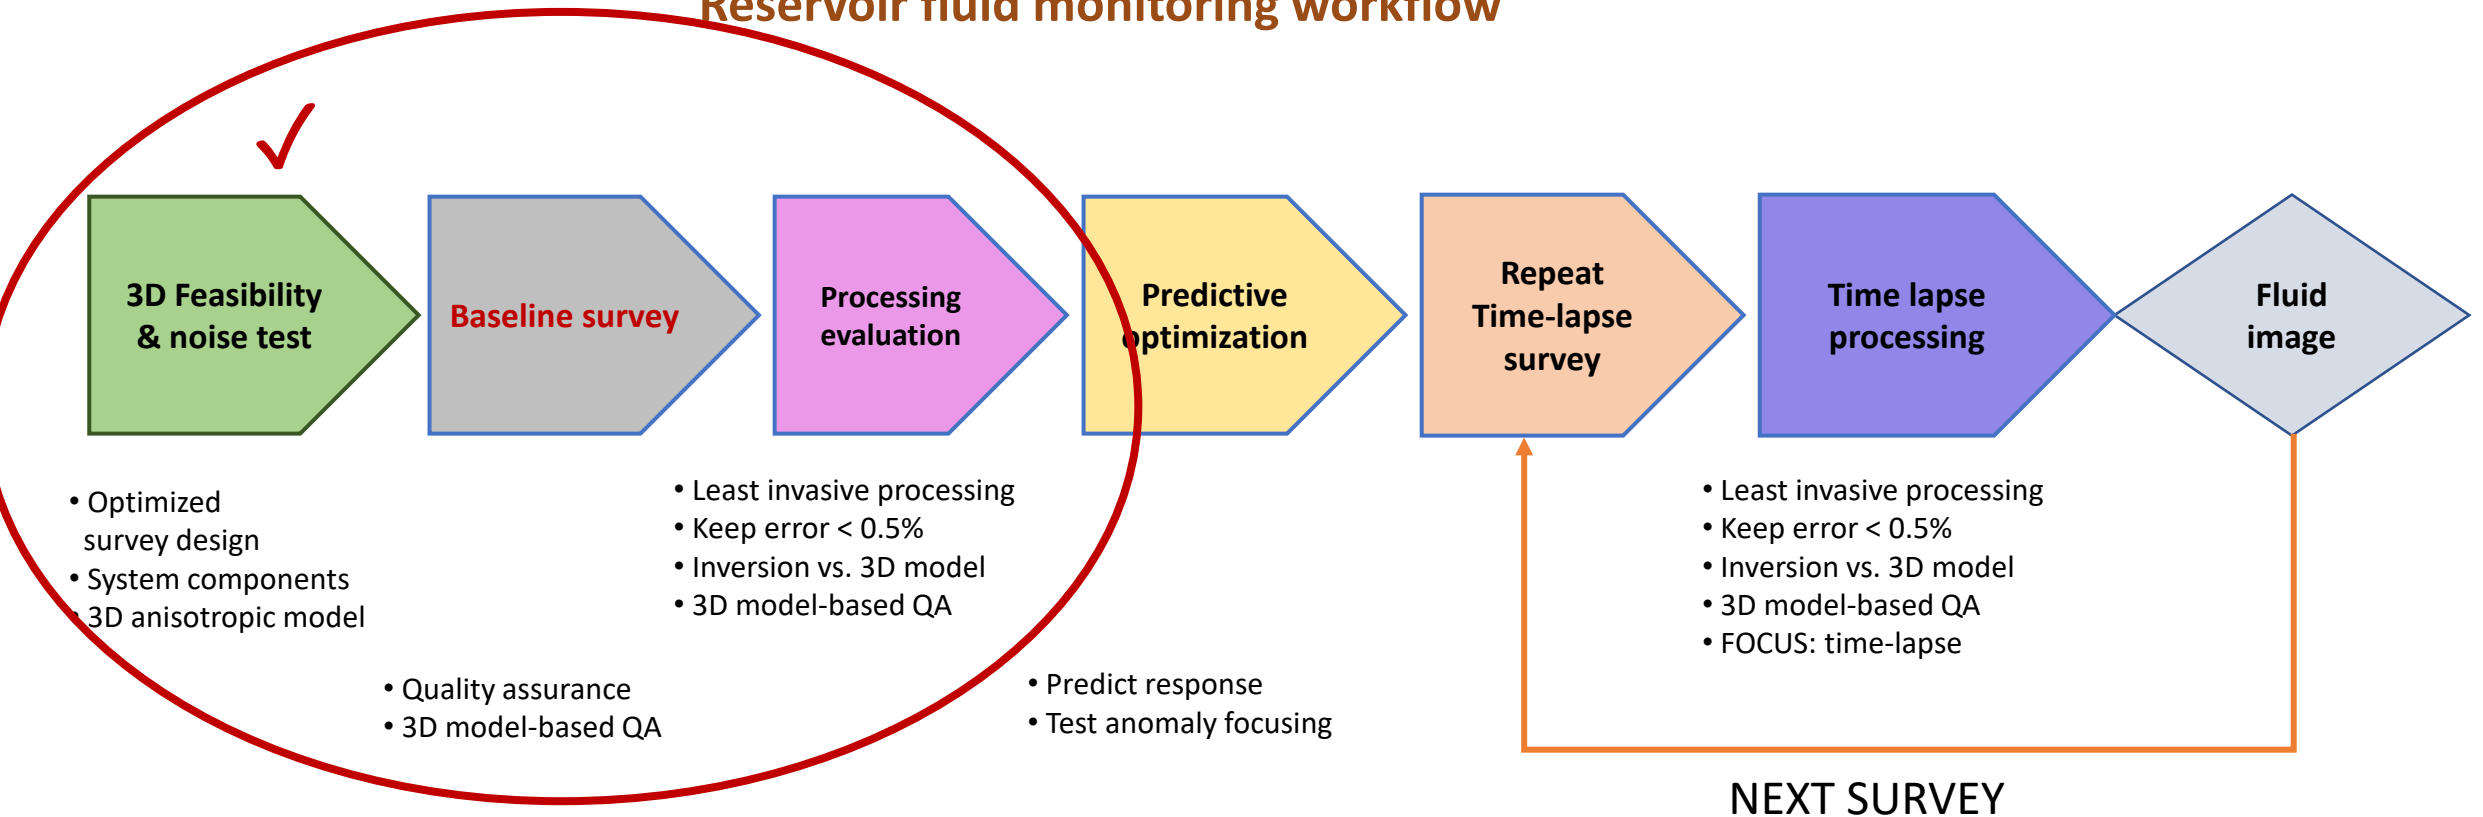 Reservoir fluid monitoring workflow
3D Feasibility
& noise test
Baseline survey
Processing
evaluation
Predictive
optimization
Repeat
Time-lapse
survey
Time lapse
processing
Fluid
image
• Optimized
survey design
• System components
• 3D anisotropic model
• Quality assurance
• 3D model-based QA
• Least invasive processing
• Keep error < 0.5%
• Inversion vs. 3D model
• 3D model-based QA
• Predict response
• Test anomaly focusing
• Least invasive processing
• Keep error < 0.5%
• Inversion vs. 3D model
• 3D model-based QA
• FOCUS: time-lapse
NEXT SURVEY